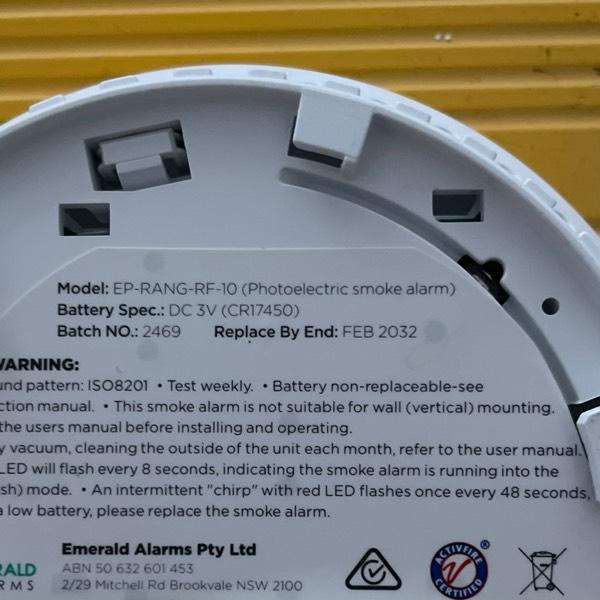 Model: EP-RANG-RF-10 (Photoelectric smoke alarm)
Battery Spec.: DC 3V (CR17450)
Batch NO.: 2469 Replace By End: FEB 2032
WARNING:
und pattern: ISO8201 • Test weekly. • Battery non-replaceable-see
ction manual. • This smoke alarm is not suitable for wall (vertical) mounting.
the users manual before installing and operating.
y vacuum, cleaning the outside of the unit each month, refer to the user manual.
LED will flash every 8 seconds, indicating the smoke alarm is running into the
sh) mode. • An intermittent "chirp" with red LED flashes once every 48 seconds,
a low battery, please replace the smoke alarm.
Emerald Alarms Pty Ltd
ABN 50 632 601 453
2/29 Mitchell Rd Brookvale NSW 2100
RALD
RMS
ACTIVFIRE
CERTIFIED
®